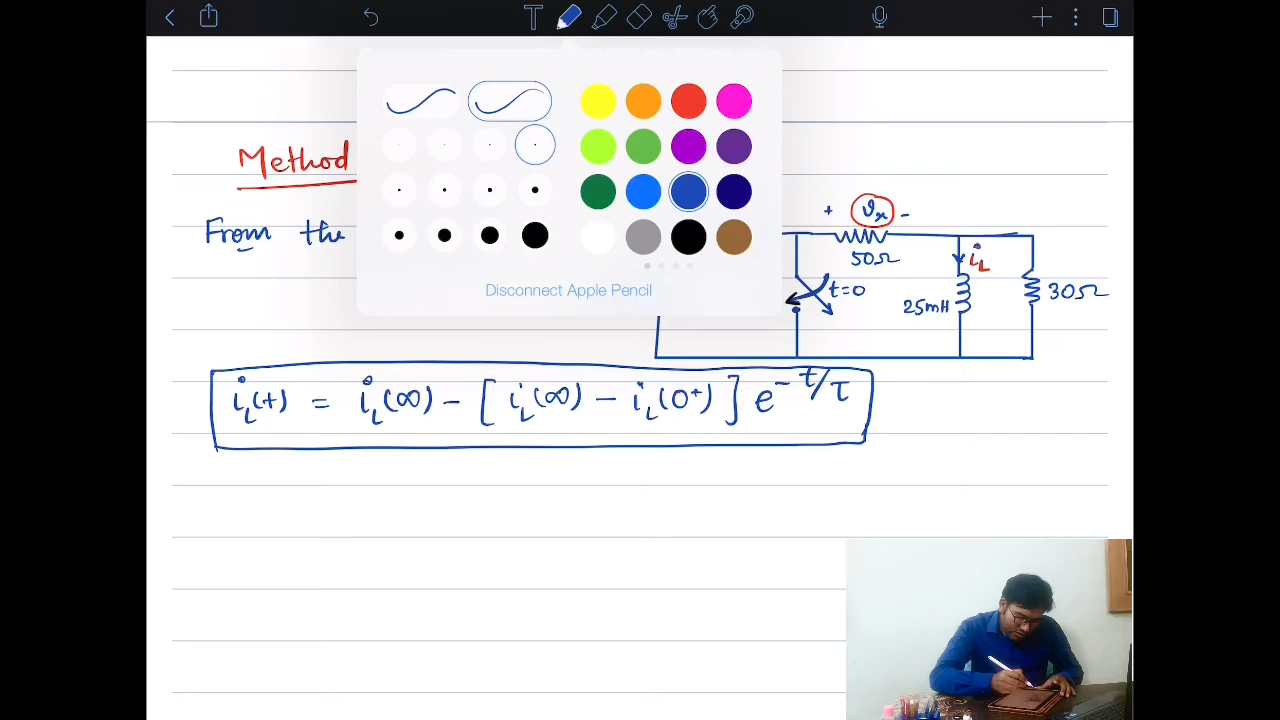 Disconnect Apple Pencil
Method
From the
+ 𝒱x -
50Ω
iL
t=0
25mH
30Ω
iL(t) = iL(∞) - [iL(∞) - iL(0+)] e^-t/τ